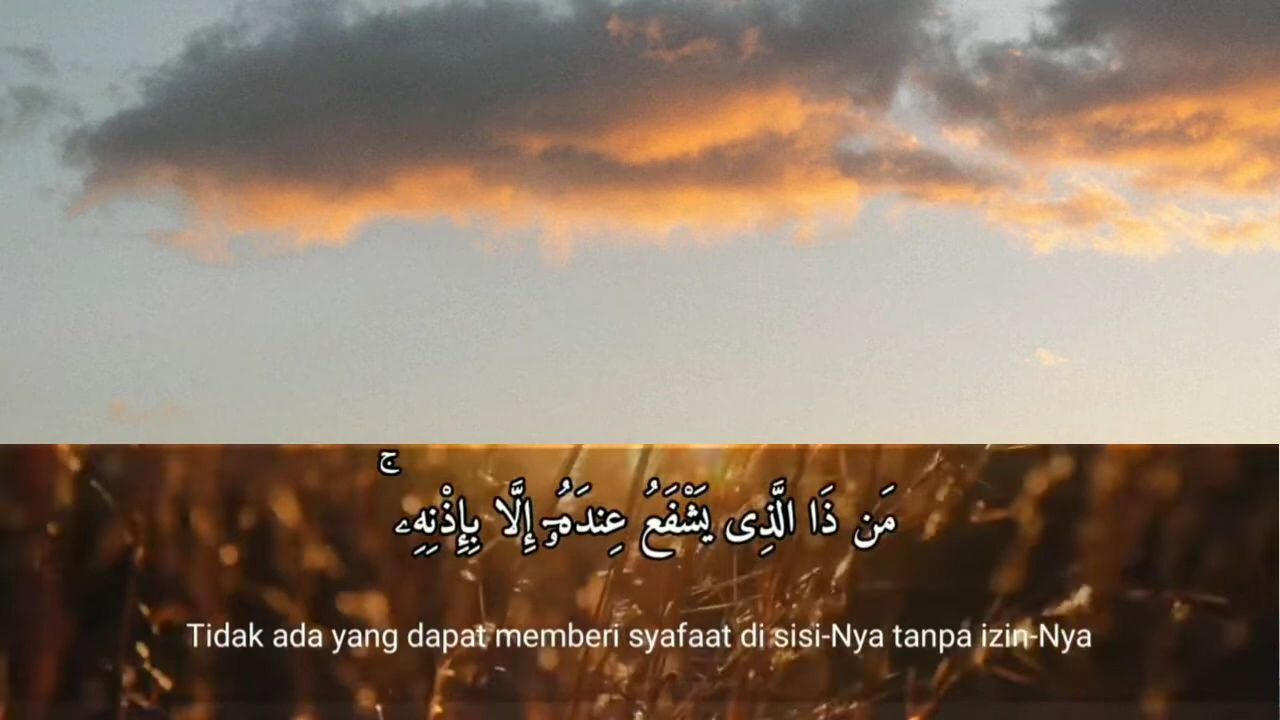 مَن ذَا الَّذِى يَشْفَعُ عِندَهُۥٓ إِلَّا بِإِذْنِهِۦ ۚ
Tidak ada yang dapat memberi syafaat di sisi-Nya tanpa izin-Nya